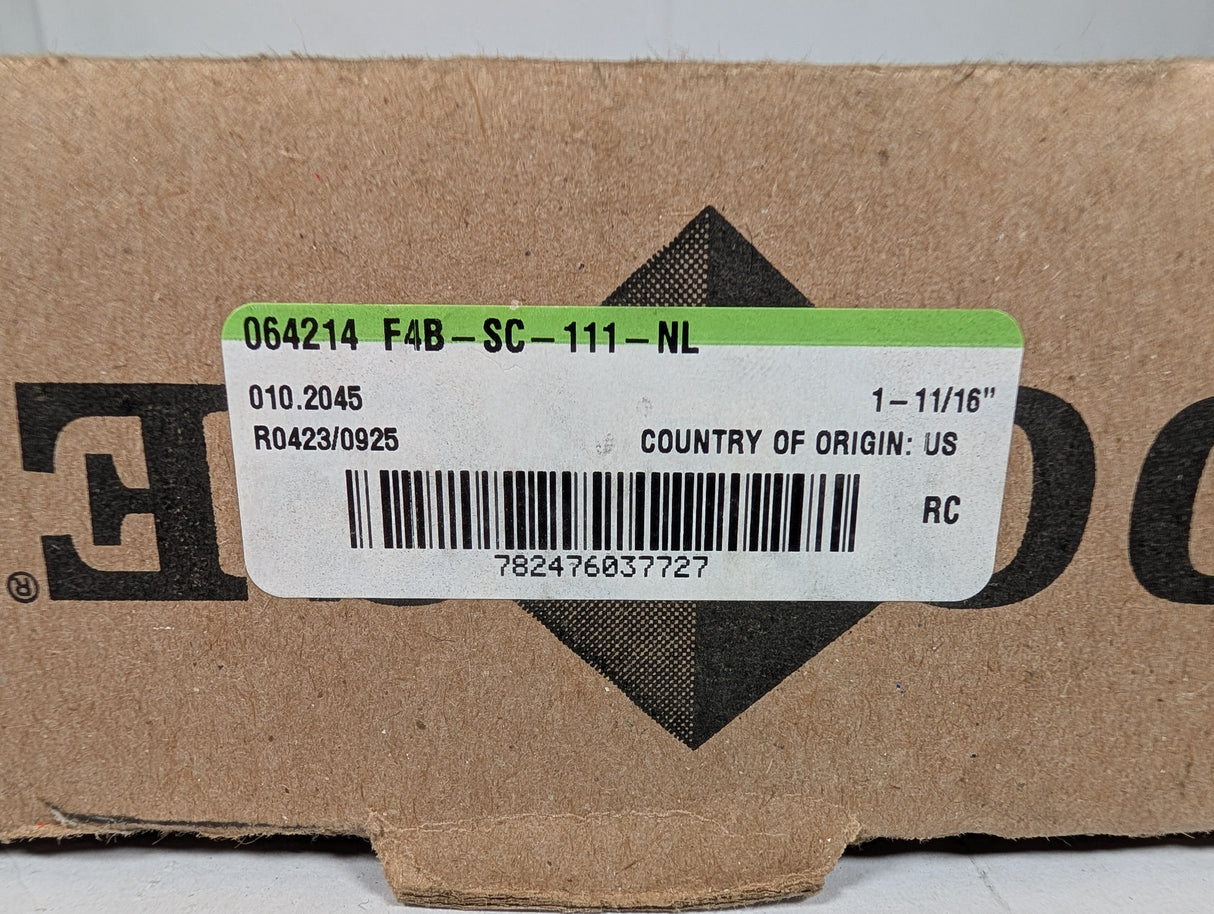 064214 F4B-SC-111-NL
010.2045
1-11/16"
R0423/0925
COUNTRY OF ORIGIN: US
RC
782476037727
®